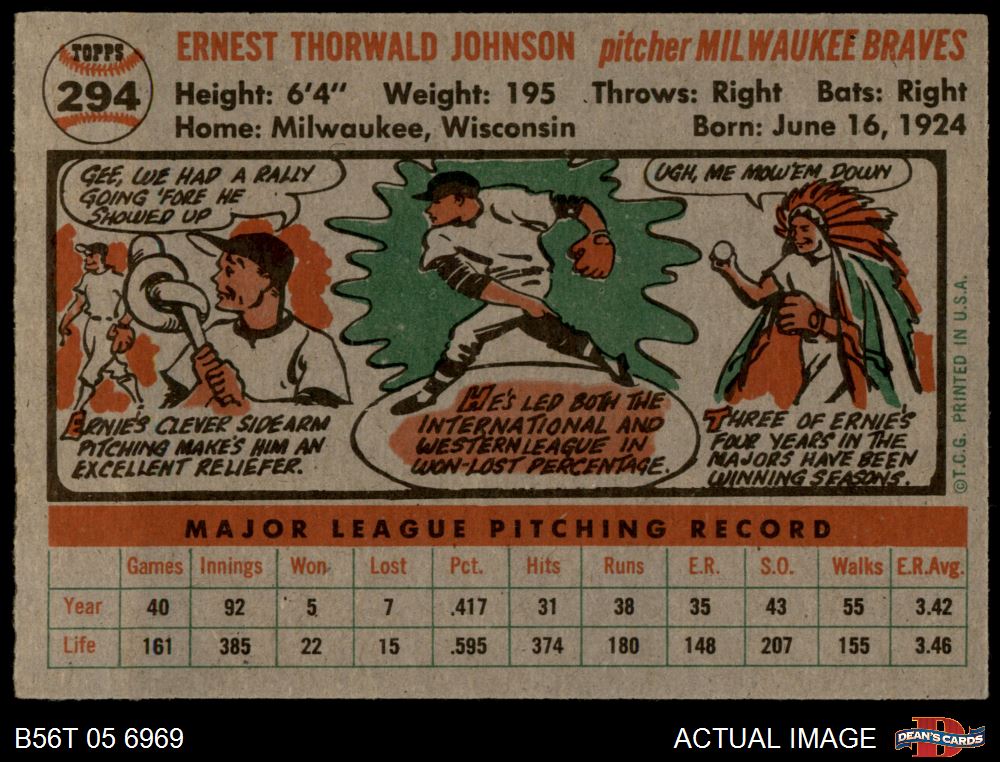 TOPPS
294
ERNEST THORWALD JOHNSON pitcher MILWAUKEE BRAVES
Height: 6'4" Weight: 195 Throws: Right Bats: Right
Home: Milwaukee, Wisconsin Born: June 16, 1924
GEE, WE HAD A RALLY
GOING 'FORE HE
SHOWED UP
ERNIE'S CLEVER SIDEARM
PITCHING MAKE'S HIM AN
EXCELLENT RELIEFER.
HE'S LED BOTH THE
INTERNATIONAL AND
WESTERN LEAGUE IN
WON-LOST PERCENTAGE.
UGH, ME MOW 'EM DOWN
THREE OF ERNIE'S
FOUR YEARS IN THE
MAJORS HAVE BEEN
WINNING SEASONS.
©T.C.G. PRINTED IN U.S.A.
MAJOR LEAGUE PITCHING RECORD
Games Innings Won Lost Pct. Hits Runs E.R. S.O. Walks E.R.Avg.
Year 40 92 5 7 .417 31 38 35 43 55 3.42
Life 161 385 22 15 .595 374 180 148 207 155 3.46
B56T 05 6969 ACTUAL IMAGE DEAN'S CARDS